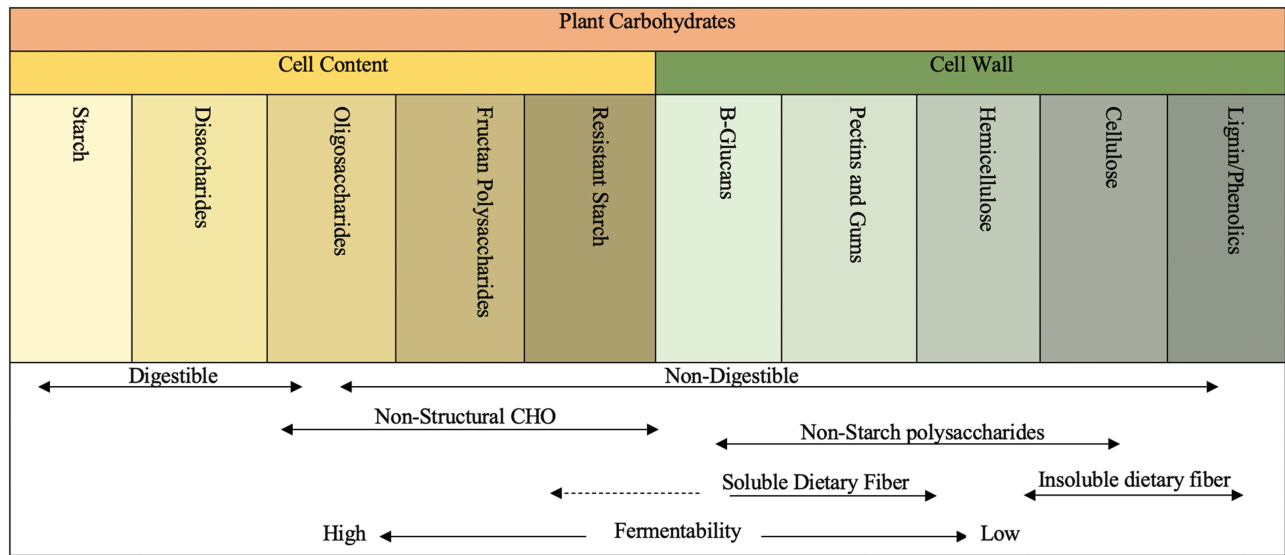 Plant Carbohydrates
Cell Content
Cell Wall
Starch
Disaccharides
Oligosaccharides
Fructan Polysaccharides
Resistant Starch
B-Glucans
Pectins and Gums
Hemicellulose
Cellulose
Lignin/Phenolics
Digestible
Non-Digestible
Non-Structural CHO
Non-Starch polysaccharides
Soluble Dietary Fiber
Insoluble dietary fiber
High
Fermentability
Low